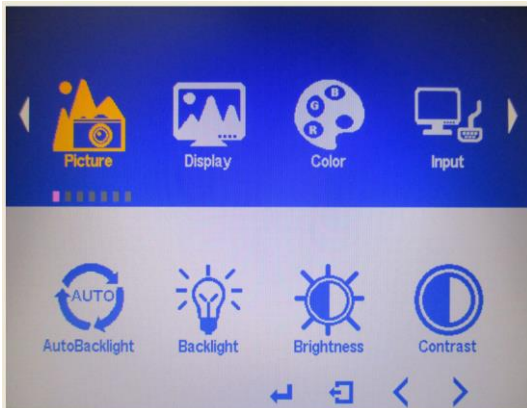 B
G
R
Picture Display Color Input
AUTO
AutoBacklight Backlight Brightness Contrast